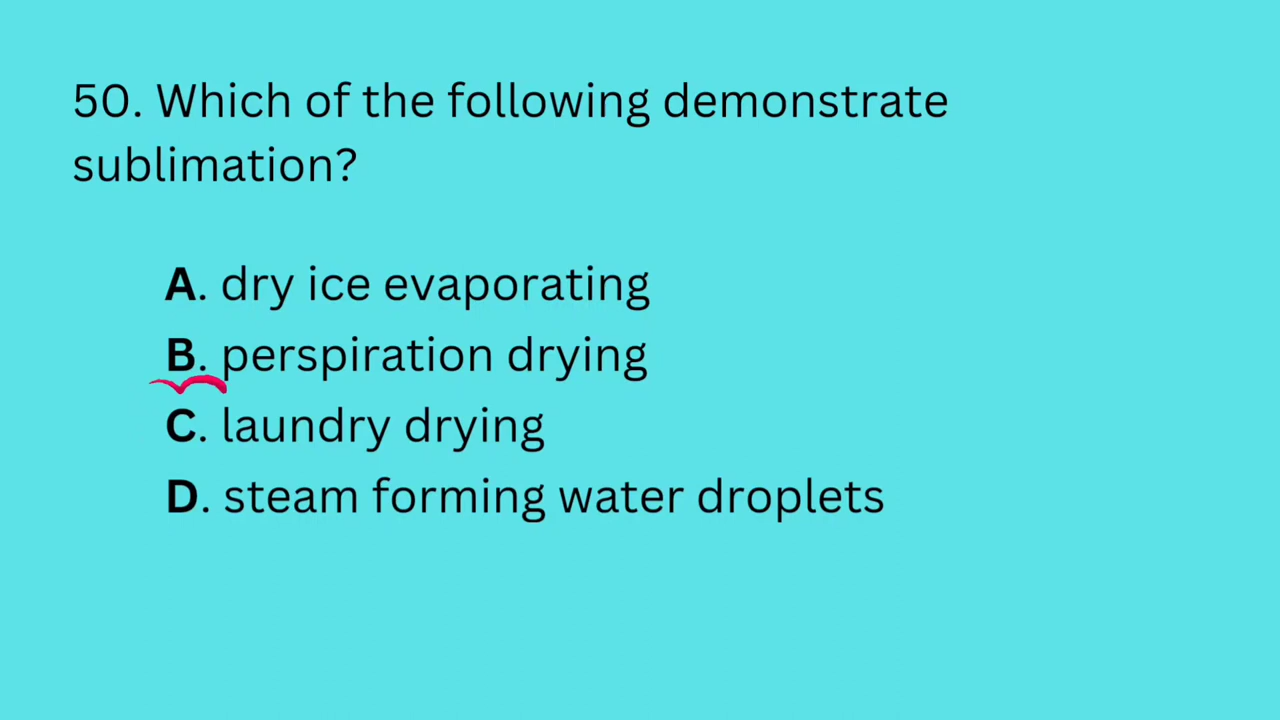 50. Which of the following demonstrate
sublimation?
A. dry ice evaporating
B. perspiration drying
C. laundry drying
D. steam forming water droplets